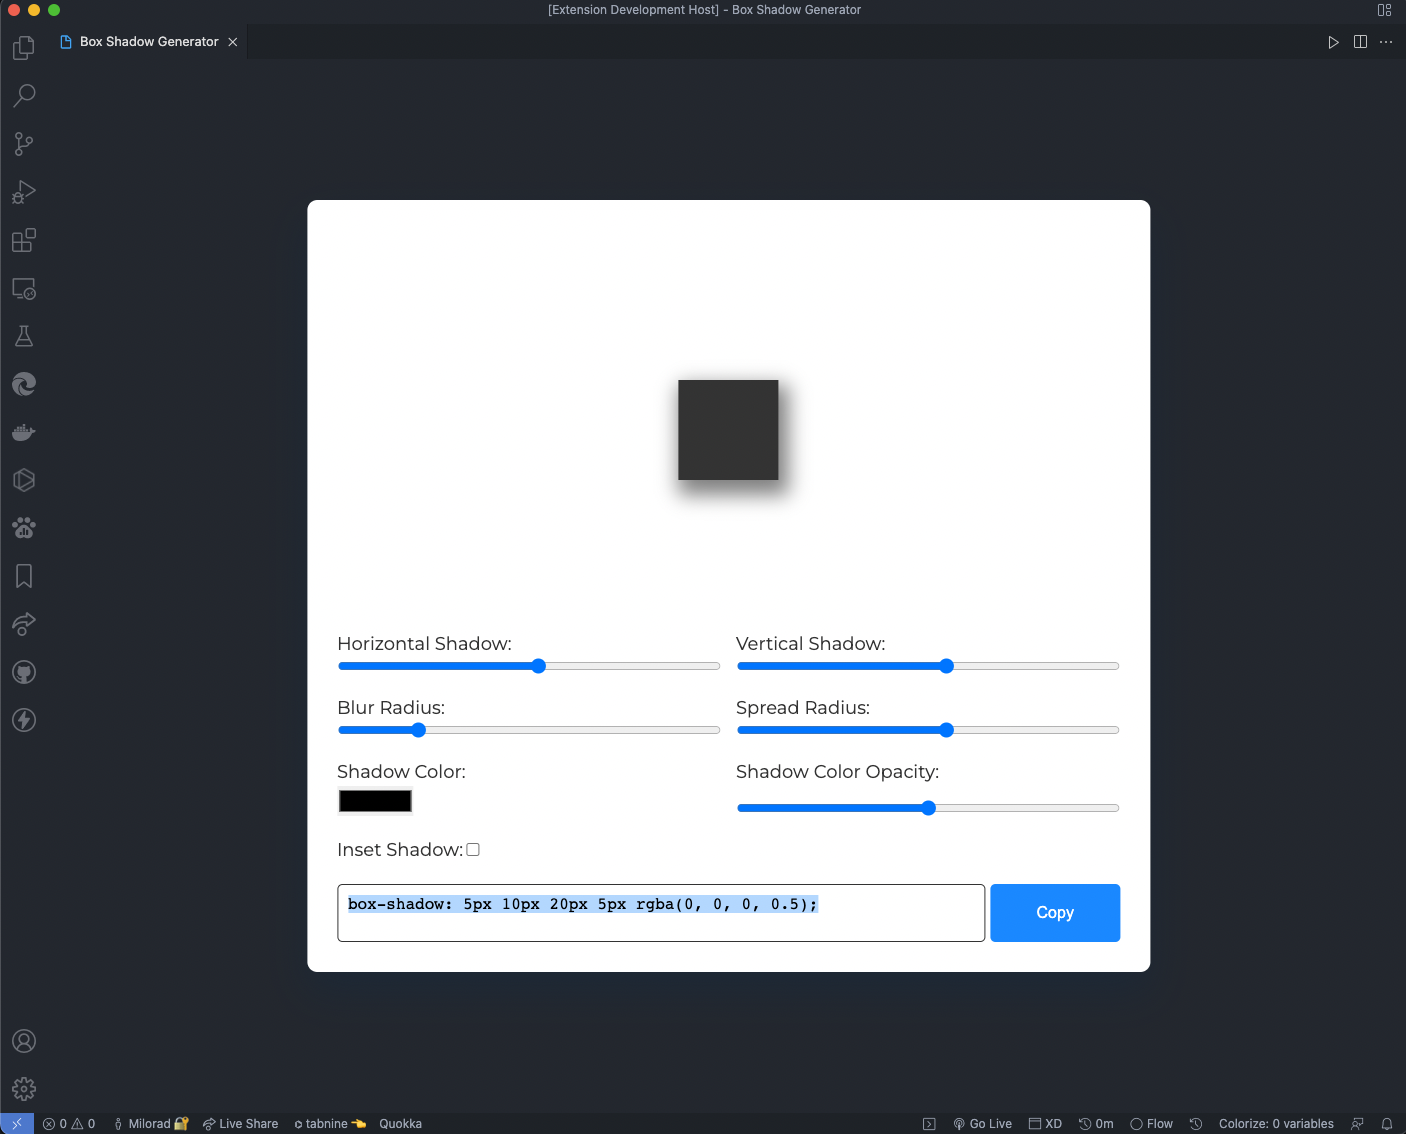 [Extension Development Host] - Box Shadow Generator
Box Shadow Generator
Horizontal Shadow:
Vertical Shadow:
Blur Radius:
Spread Radius:
Shadow Color:
Shadow Color Opacity:
Inset Shadow:
box-shadow: 5px 10px 20px 5px rgba(0, 0, 0, 0.5);
Copy
0 0 Milorad Live Share tabnine Quokka Go Live XD 0m Flow Colorize: 0 variables